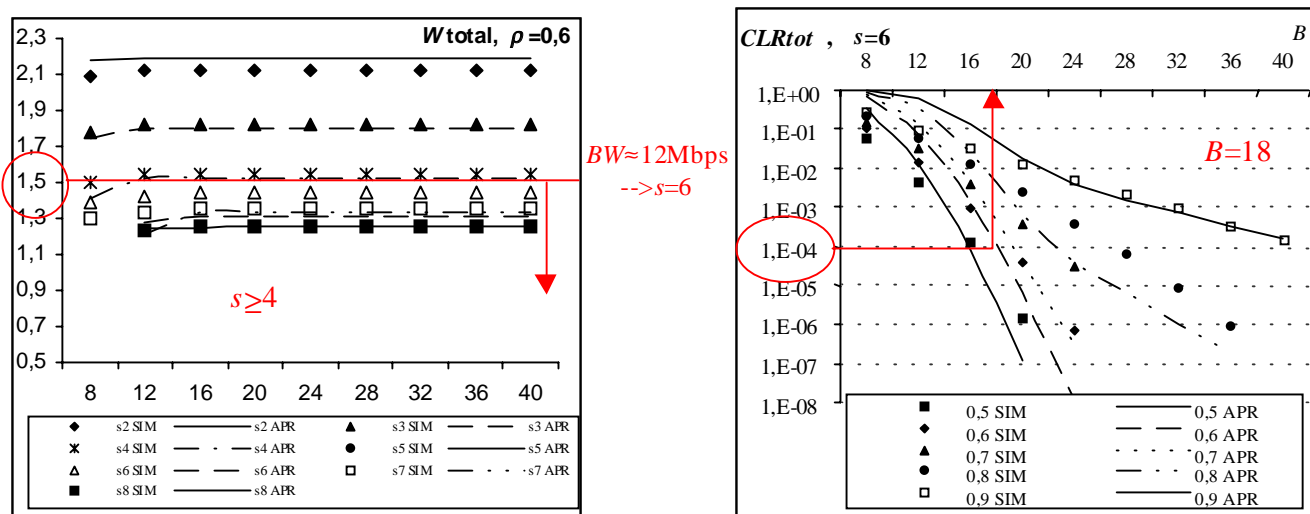 Wtotal, ρ=0,6
2,3
2,1
1,9
1,7
1,5
1,3
1,1
0,9
0,7
0,5
8 12 16 20 24 28 32 36 40
s≥4
s2 SIM s2 APR s3 SIM s3 APR
s4 SIM s4 APR s5 SIM s5 APR
s6 SIM s6 APR s7 SIM s7 APR
s8 SIM s8 APR
BW≈12Mbps
-->s=6
CLRtot , s=6 B
8 12 16 20 24 28 32 36 40
1,E+00
1,E-01
1,E-02
1,E-03
1,E-04
1,E-05
1,E-06
1,E-07
1,E-08
B=18
0,5 SIM 0,5 APR
0,6 SIM 0,6 APR
0,7 SIM 0,7 APR
0,8 SIM 0,8 APR
0,9 SIM 0,9 APR